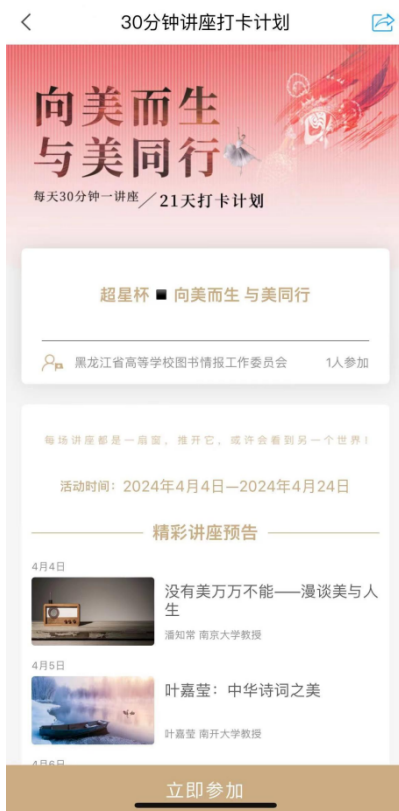 30分钟讲座打卡计划
向美而生
与美同行
每天30分钟一讲座／21天打卡计划
超星杯 ■ 向美而生 与美同行
黑龙江省高等学校图书情报工作委员会 1人参加
每场讲座都是一扇窗，推开它，或许会看到另一个世界！
活动时间：2024年4月4日—2024年4月24日
精彩讲座预告
4月4日
没有美万万不能——漫谈美与人
生
潘知常 南京大学教授
4月5日
叶嘉莹：中华诗词之美
叶嘉莹 南开大学教授
4月6日
立即参加